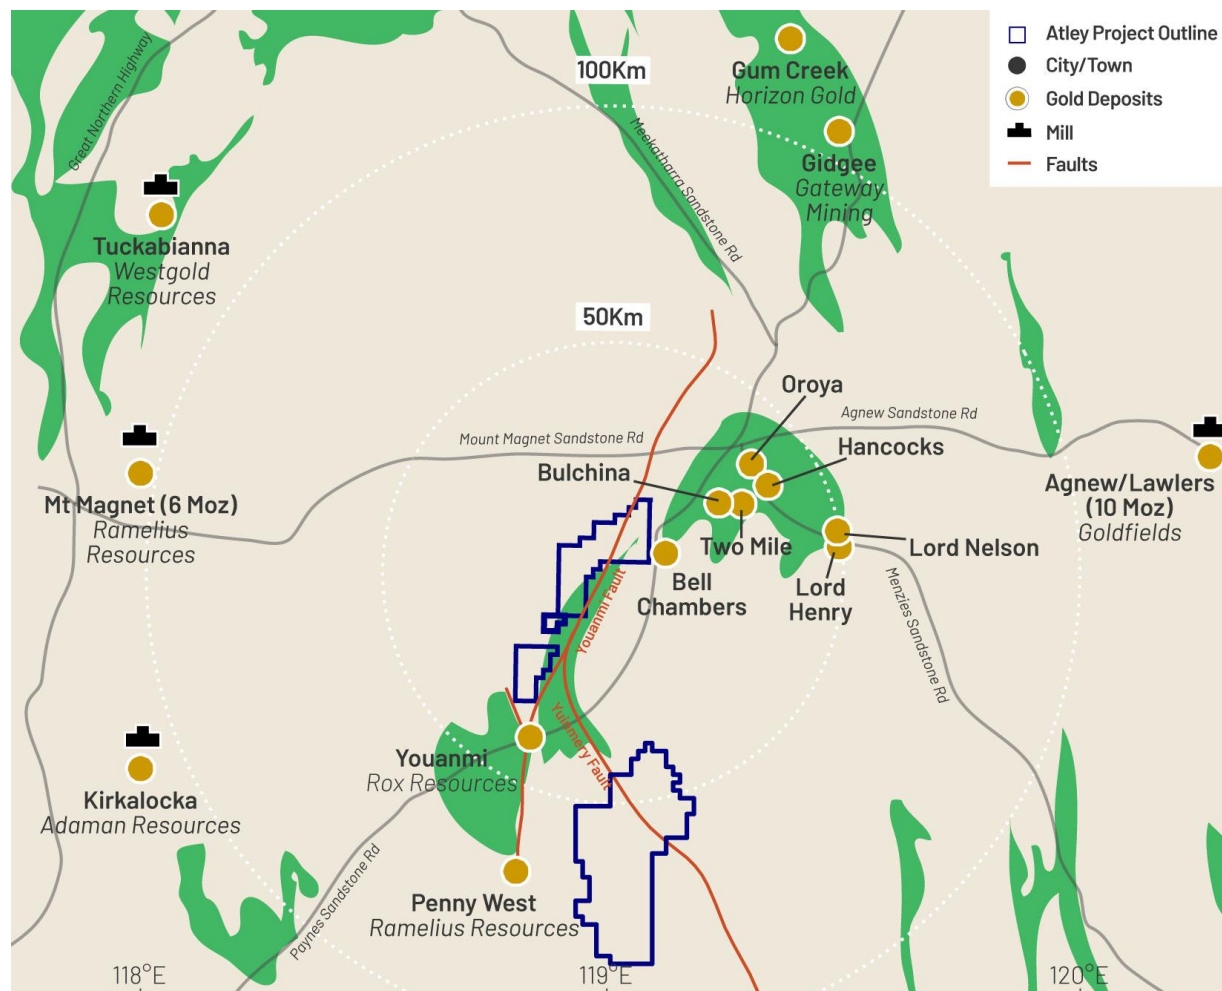 Atley Project Outline
City/Town
Gold Deposits
Mill
Faults
Great Northern Highway
100Km
Gum Creek
Horizon Gold
Meekatharra Sandstone Rd
Gidgee
Gateway
Mining
Tuckabianna
Westgold
Resources
50Km
Oroya
Agnew Sandstone Rd
Mount Magnet Sandstone Rd
Hancocks
Bulchina
Agnew/Lawlers
(10 Moz)
Goldfields
Mt Magnet (6 Moz)
Ramelius
Resources
Two Mile
Lord Nelson
Bell
Chambers
Lord
Henry
Menzies Sandstone Rd
Youanmi Fault
Yuinmery Fault
Youanmi
Rox Resources
Kirkalocka
Adaman Resources
Paynes Sandstone Rd
Penny West
Ramelius Resources
118°E
119°E
120°E